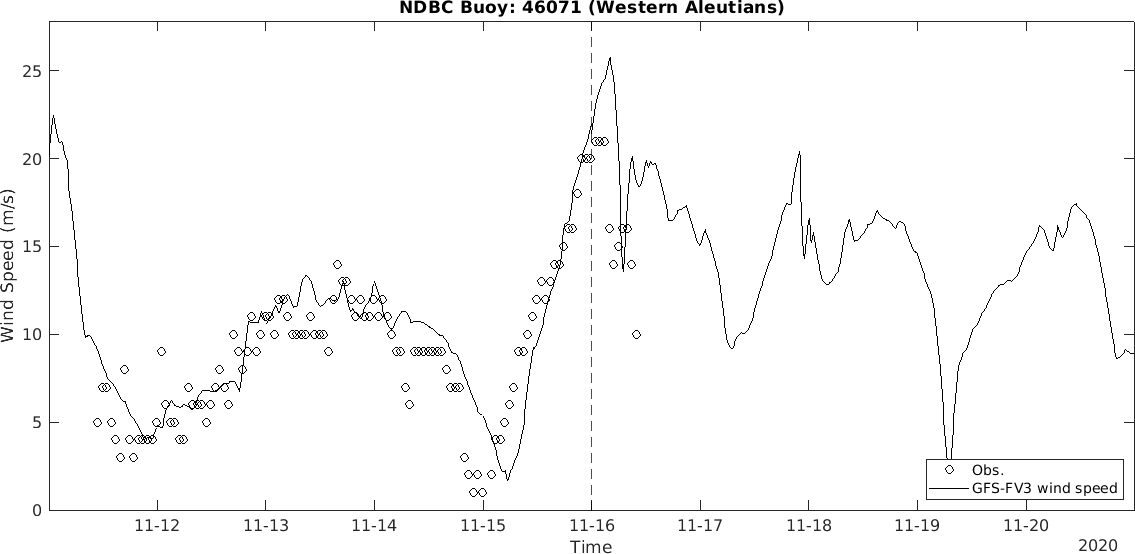 NDBC Buoy: 46071 (Western Aleutians)
Wind Speed (m/s)
25
20
15
10
5
0
Obs.
GFS-FV3 wind speed
11-12 11-13 11-14 11-15 11-16 11-17 11-18 11-19 11-20
Time
2020